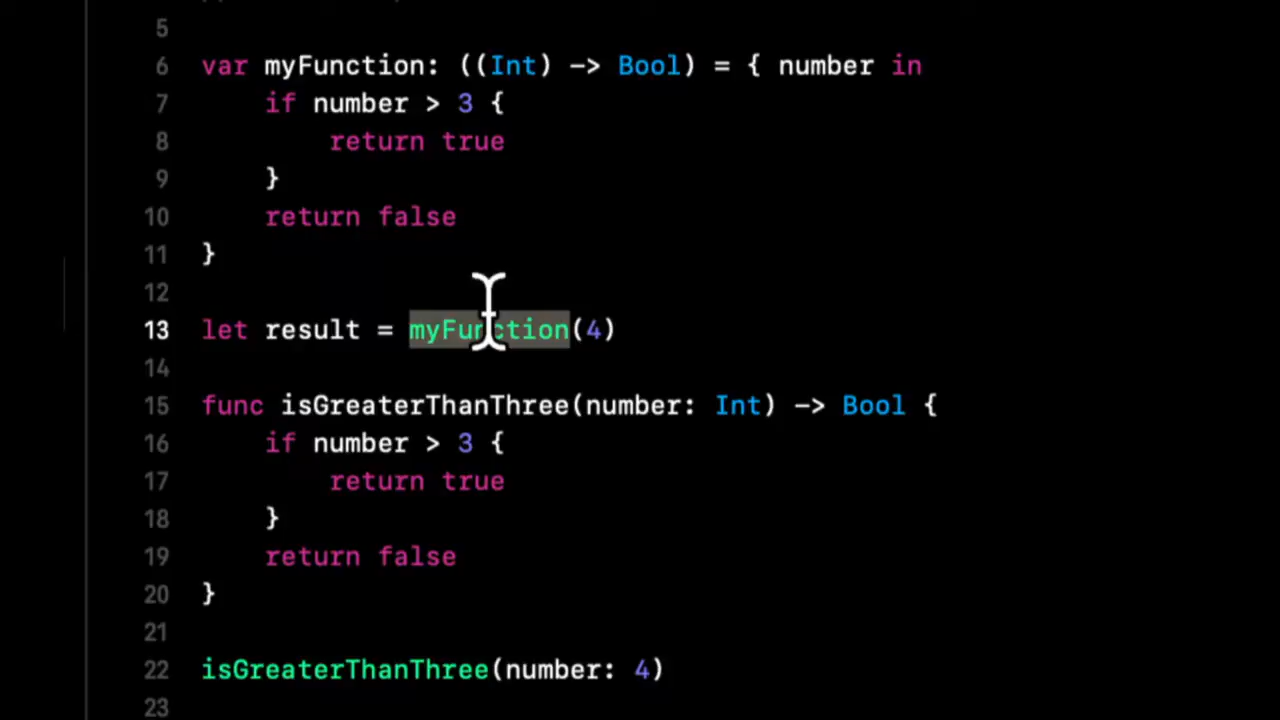 5
6 var myFunction: ((Int) -> Bool) = { number in
7     if number > 3 {
8         return true
9     }
10     return false
11 }
12
13 let result = myFunction(4)
14
15 func isGreaterThanThree(number: Int) -> Bool {
16     if number > 3 {
17         return true
18     }
19     return false
20 }
21
22 isGreaterThanThree(number: 4)
23